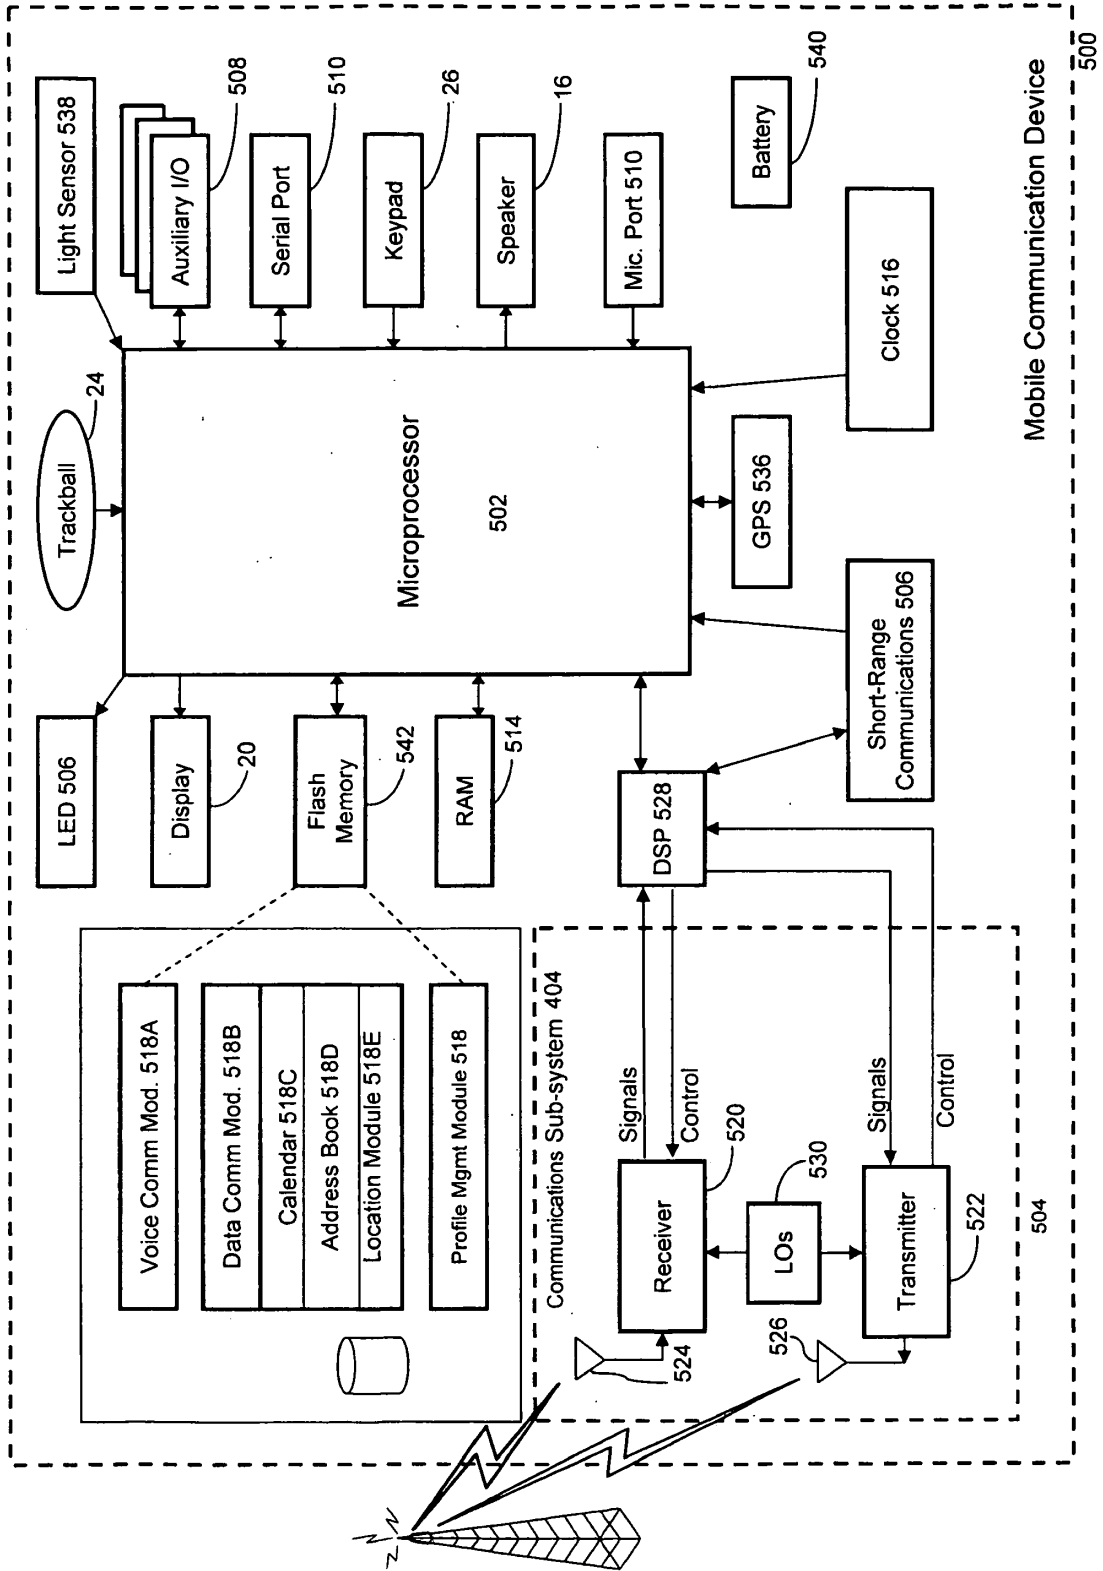 LED 506
Trackball
24
Light Sensor 538
Display
20
Auxiliary I/O
508
Voice Comm Mod. 518A
Data Comm Mod. 518B
Calendar 518C
Address Book 518D
Location Module 518E
Profile Mgmt Module 518
Flash
Memory
542
Serial Port
510
Microprocessor
502
Keypad
26
RAM
514
Speaker
16
Communications Sub-system 404
Signals
Control
Receiver
520
524
DSP 528
Mic. Port 510
LOs
530
526
GPS 536
Battery
540
Signals
Control
Transmitter
522
Short-Range
Communications 506
Clock 516
504
Mobile Communication Device
500